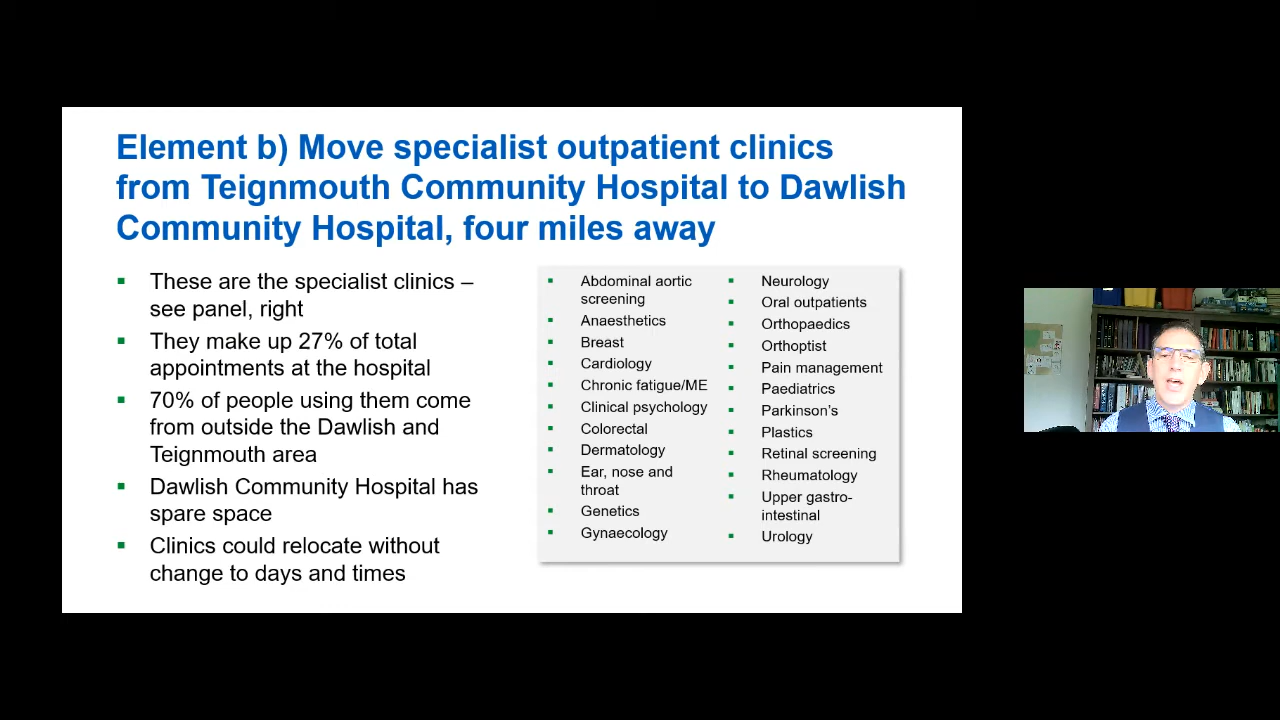 Element b) Move specialist outpatient clinics
from Teignmouth Community Hospital to Dawlish
Community Hospital, four miles away
These are the specialist clinics –
see panel, right
They make up 27% of total
appointments at the hospital
70% of people using them come
from outside the Dawlish and
Teignmouth area
Dawlish Community Hospital has
spare space
Clinics could relocate without
change to days and times
Abdominal aortic
screening
Anaesthetics
Breast
Cardiology
Chronic fatigue/ME
Clinical psychology
Colorectal
Dermatology
Ear, nose and
throat
Genetics
Gynaecology
Neurology
Oral outpatients
Orthopaedics
Orthoptist
Pain management
Paediatrics
Parkinson’s
Plastics
Retinal screening
Rheumatology
Upper gastro-
intestinal
Urology